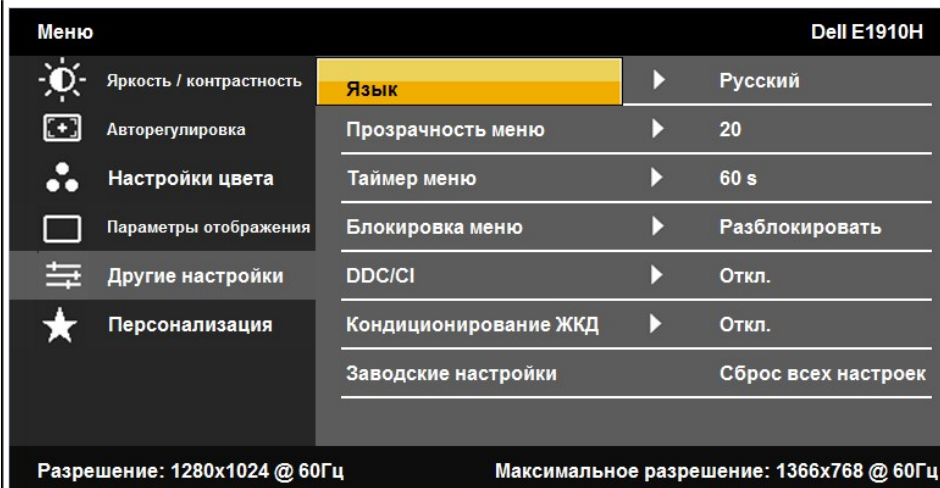 Меню Dell E1910H
Яркость / контрастность Язык Русский
Авторегулировка Прозрачность меню 20
Настройки цвета Таймер меню 60 s
Параметры отображения Блокировка меню Разблокировать
Другие настройки DDC/CI Откл.
Персонализация Кондиционирование ЖКД Откл.
Заводские настройки Сброс всех настроек
Разрешение: 1280x1024 @ 60Гц Максимальное разрешение: 1366x768 @ 60Гц